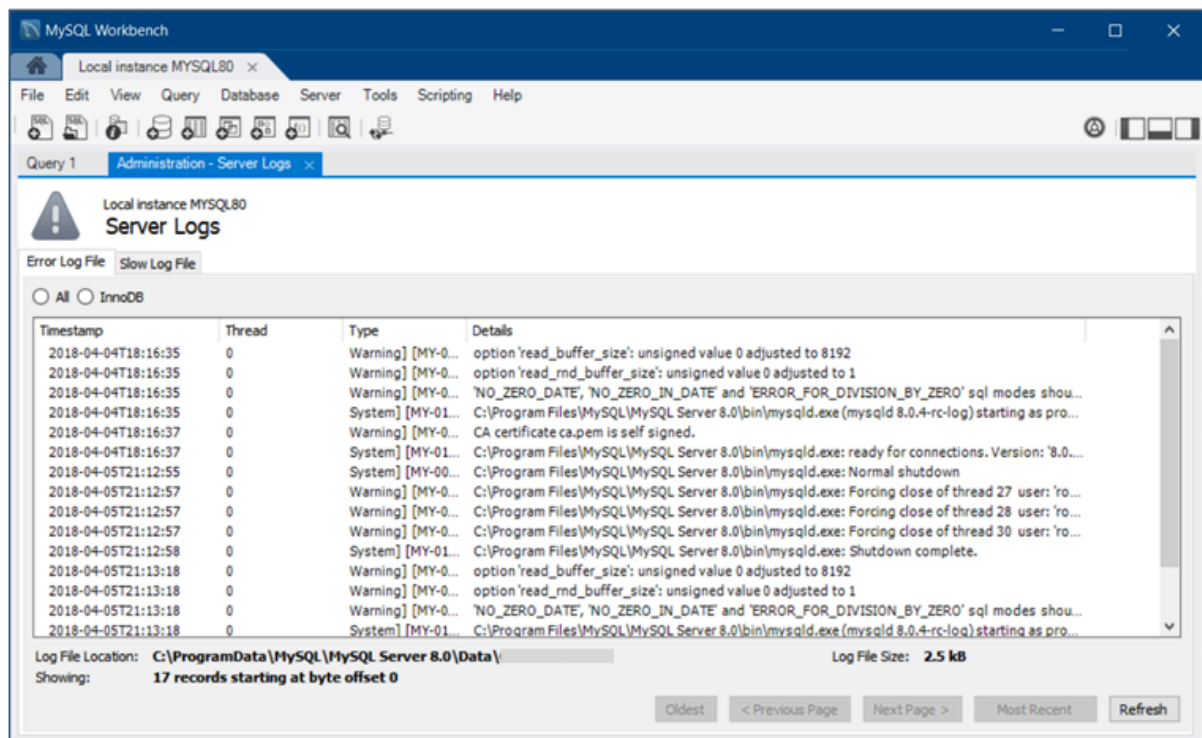 MySQL Workbench
Local instance MYSQL80 ×
File Edit View Query Database Server Tools Scripting Help
Query 1 Administration - Server Logs ×
Local instance MYSQL80
Server Logs
Error Log File Slow Log File
All InnoDB
Timestamp Thread Type Details
2018-04-04T18:16:35 0 Warning] [MY-0... option 'read_buffer_size': unsigned value 0 adjusted to 8192
2018-04-04T18:16:35 0 Warning] [MY-0... option 'read_rnd_buffer_size': unsigned value 0 adjusted to 1
2018-04-04T18:16:35 0 Warning] [MY-0... 'NO_ZERO_DATE', 'NO_ZERO_IN_DATE' and 'ERROR_FOR_DIVISION_BY_ZERO' sql modes shou...
2018-04-04T18:16:35 0 System] [MY-01... C:\Program Files\MySQL\MySQL Server 8.0\bin\mysqld.exe (mysqld 8.0.4-rc-log) starting as pro...
2018-04-04T18:16:37 0 Warning] [MY-0... CA certificate ca.pem is self signed.
2018-04-04T18:16:37 0 System] [MY-01... C:\Program Files\MySQL\MySQL Server 8.0\bin\mysqld.exe: ready for connections. Version: '8.0....
2018-04-05T21:12:55 0 System] [MY-00... C:\Program Files\MySQL\MySQL Server 8.0\bin\mysqld.exe: Normal shutdown
2018-04-05T21:12:57 0 Warning] [MY-0... C:\Program Files\MySQL\MySQL Server 8.0\bin\mysqld.exe: Forcing close of thread 27 user: 'ro...
2018-04-05T21:12:57 0 Warning] [MY-0... C:\Program Files\MySQL\MySQL Server 8.0\bin\mysqld.exe: Forcing close of thread 28 user: 'ro...
2018-04-05T21:12:57 0 Warning] [MY-0... C:\Program Files\MySQL\MySQL Server 8.0\bin\mysqld.exe: Forcing close of thread 30 user: 'ro...
2018-04-05T21:12:58 0 System] [MY-01... C:\Program Files\MySQL\MySQL Server 8.0\bin\mysqld.exe: Shutdown complete.
2018-04-05T21:13:18 0 Warning] [MY-0... option 'read_buffer_size': unsigned value 0 adjusted to 8192
2018-04-05T21:13:18 0 Warning] [MY-0... option 'read_rnd_buffer_size': unsigned value 0 adjusted to 1
2018-04-05T21:13:18 0 Warning] [MY-0... 'NO_ZERO_DATE', 'NO_ZERO_IN_DATE' and 'ERROR_FOR_DIVISION_BY_ZERO' sql modes shou...
2018-04-05T21:13:18 0 System] [MY-01... C:\Program Files\MySQL\MySQL Server 8.0\bin\mysqld.exe (mysqld 8.0.4-rc-log) starting as pro...
Log File Location: C:\ProgramData\MySQL\MySQL Server 8.0\Data\ Log File Size: 2.5 kB
Showing: 17 records starting at byte offset 0
Oldest < Previous Page Next Page > Most Recent Refresh